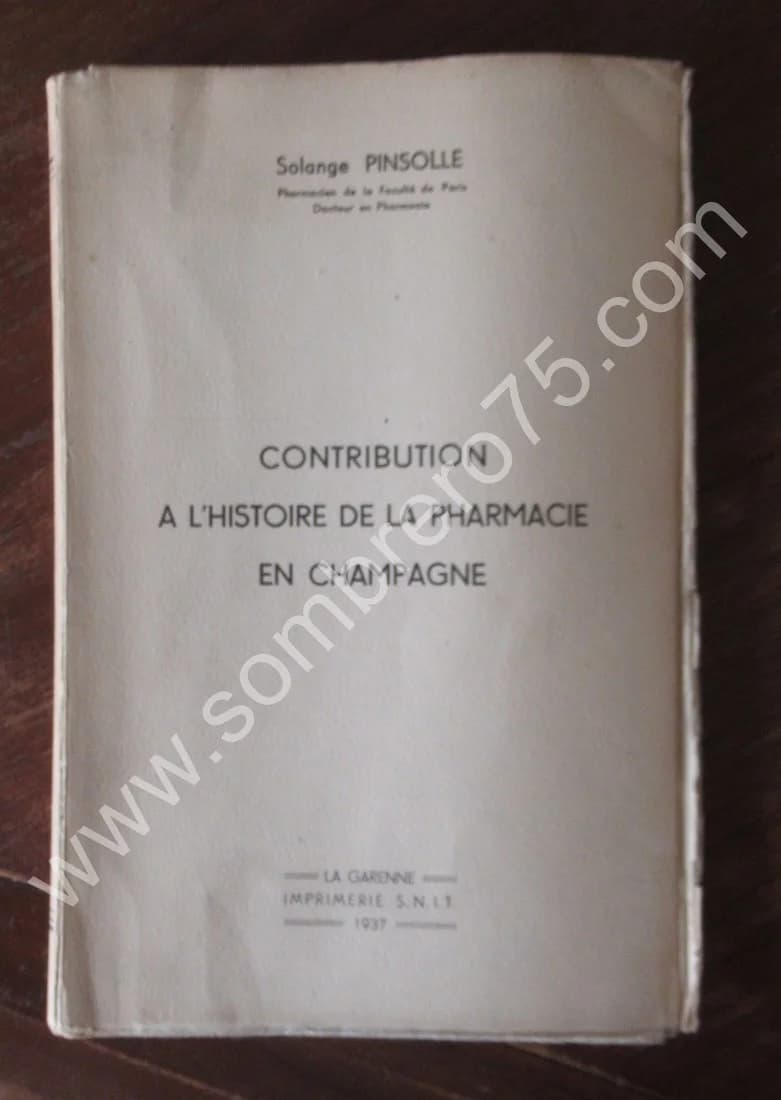 Solange PINSOLLE
Pharmacien de la Faculté de Paris
Docteur en Pharmacie
CONTRIBUTION
A L'HISTOIRE DE LA PHARMACIE
EN CHAMPAGNE
LA GARENNE
IMPRIMERIE S.N.I.T.
1937
www.sombrero75.com